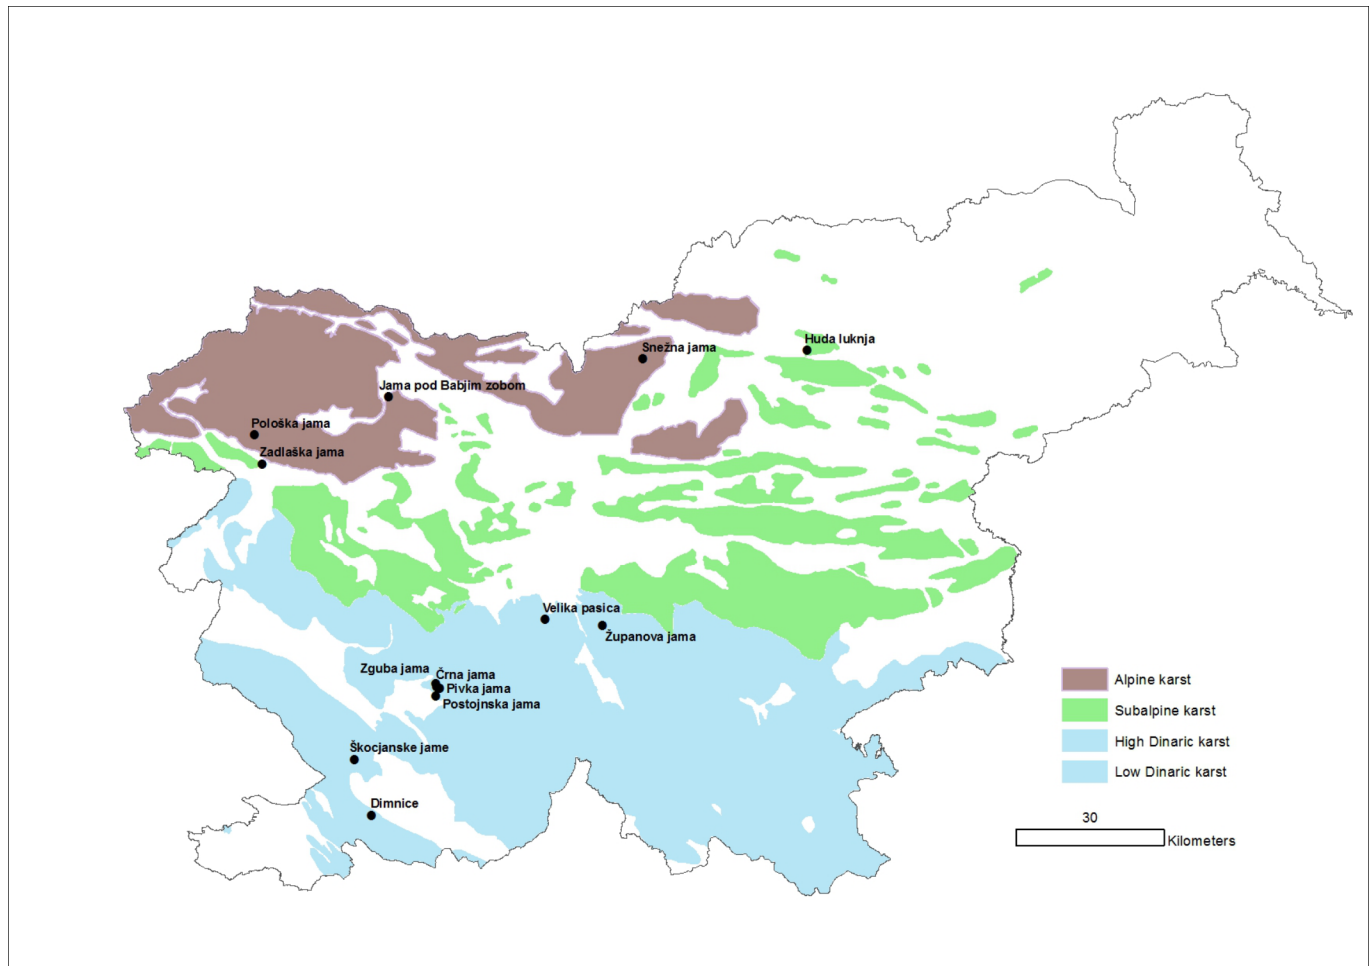 Snežna jama
Huda luknja
Jama pod Babjim zobom
Pološka jama
Zadlaška jama
Velika pasica
Županova jama
Zguba jama
Črna jama
Pivka jama
Postojnska jama
Škocjanske jame
Dimnice
Alpine karst
Subalpine karst
High Dinaric karst
Low Dinaric karst
30
Kilometers